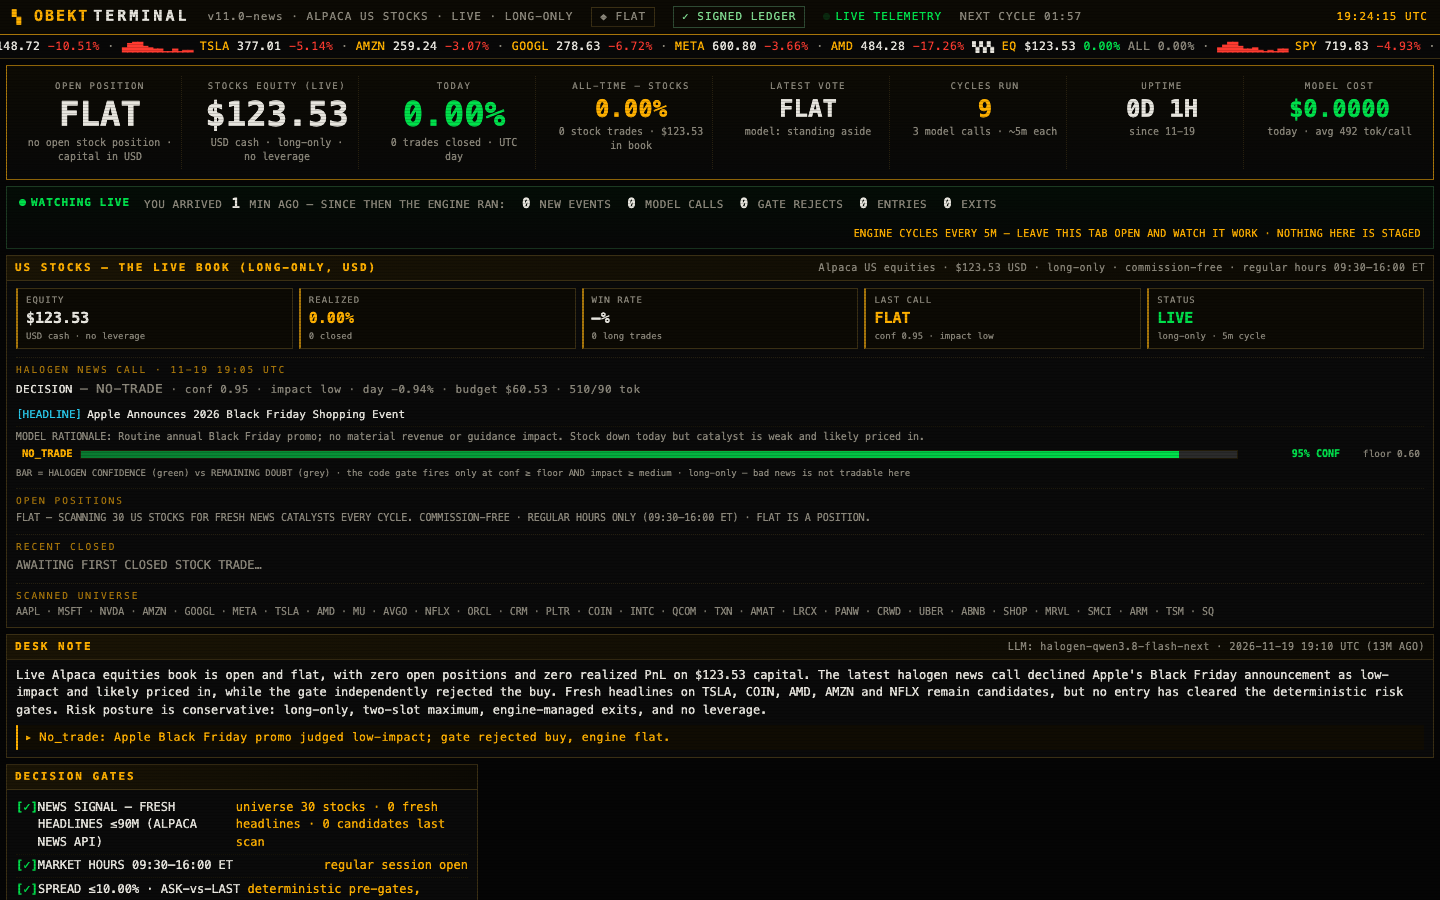 OBEKT TERMINAL v11.0-news · ALPACA US STOCKS · LIVE · LONG-ONLY ◆ FLAT ✓ SIGNED LEDGER LIVE TELEMETRY NEXT CYCLE 01:57 19:24:15 UTC
148.72 −10.51% · TSLA 377.01 −5.14% · AMZN 259.24 −3.07% · GOOGL 278.63 −6.72% · META 600.80 −3.66% · AMD 484.28 −17.26% EQ $123.53 0.00% ALL 0.00% · SPY 719.83 −4.93% ·
OPEN POSITION
FLAT
no open stock position ·
capital in USD
STOCKS EQUITY (LIVE)
$123.53
USD cash · long-only ·
no leverage
TODAY
0.00%
0 trades closed · UTC
day
ALL-TIME — STOCKS
0.00%
0 stock trades · $123.53
in book
LATEST VOTE
FLAT
model: standing aside
CYCLES RUN
9
3 model calls · ~5m each
UPTIME
0D 1H
since 11-19
MODEL COST
$0.0000
today · avg 492 tok/call
WATCHING LIVE YOU ARRIVED 1 MIN AGO — SINCE THEN THE ENGINE RAN: 0 NEW EVENTS 0 MODEL CALLS 0 GATE REJECTS 0 ENTRIES 0 EXITS
ENGINE CYCLES EVERY 5M — LEAVE THIS TAB OPEN AND WATCH IT WORK · NOTHING HERE IS STAGED
US STOCKS — THE LIVE BOOK (LONG-ONLY, USD) Alpaca US equities · $123.53 USD · long-only · commission-free · regular hours 09:30–16:00 ET
EQUITY
$123.53
USD cash · no leverage
REALIZED
0.00%
0 closed
WIN RATE
—%
0 long trades
LAST CALL
FLAT
conf 0.95 · impact low
STATUS
LIVE
long-only · 5m cycle
HALOGEN NEWS CALL · 11-19 19:05 UTC
DECISION — NO-TRADE · conf 0.95 · impact low · day −0.94% · budget $60.53 · 510/90 tok
[HEADLINE] Apple Announces 2026 Black Friday Shopping Event
MODEL RATIONALE: Routine annual Black Friday promo; no material revenue or guidance impact. Stock down today but catalyst is weak and likely priced in.
NO_TRADE 95% CONF floor 0.60
BAR = HALOGEN CONFIDENCE (green) vs REMAINING DOUBT (grey) · the code gate fires only at conf ≥ floor AND impact ≥ medium · long-only — bad news is not tradable here
OPEN POSITIONS
FLAT — SCANNING 30 US STOCKS FOR FRESH NEWS CATALYSTS EVERY CYCLE. COMMISSION-FREE · REGULAR HOURS ONLY (09:30–16:00 ET) · FLAT IS A POSITION.
RECENT CLOSED
AWAITING FIRST CLOSED STOCK TRADE…
SCANNED UNIVERSE
AAPL · MSFT · NVDA · AMZN · GOOGL · META · TSLA · AMD · MU · AVGO · NFLX · ORCL · CRM · PLTR · COIN · INTC · QCOM · TXN · AMAT · LRCX · PANW · CRWD · UBER · ABNB · SHOP · MRVL · SMCI · ARM · TSM · SQ
DESK NOTE LLM: halogen-qwen3.8-flash-next · 2026-11-19 19:10 UTC (13M AGO)
Live Alpaca equities book is open and flat, with zero open positions and zero realized PnL on $123.53 capital. The latest halogen news call declined Apple's Black Friday announcement as low-
impact and likely priced in, while the gate independently rejected the buy. Fresh headlines on TSLA, COIN, AMD, AMZN and NFLX remain candidates, but no entry has cleared the deterministic risk
gates. Risk posture is conservative: long-only, two-slot maximum, engine-managed exits, and no leverage.
▸ No_trade: Apple Black Friday promo judged low-impact; gate rejected buy, engine flat.
DECISION GATES
[✓]NEWS SIGNAL — FRESH universe 30 stocks · 0 fresh
HEADLINES ≤90M (ALPACA headlines · 0 candidates last
NEWS API) scan
[✓]MARKET HOURS 09:30–16:00 ET regular session open
[✓]SPREAD ≤10.00% · ASK-vs-LAST deterministic pre-gates,